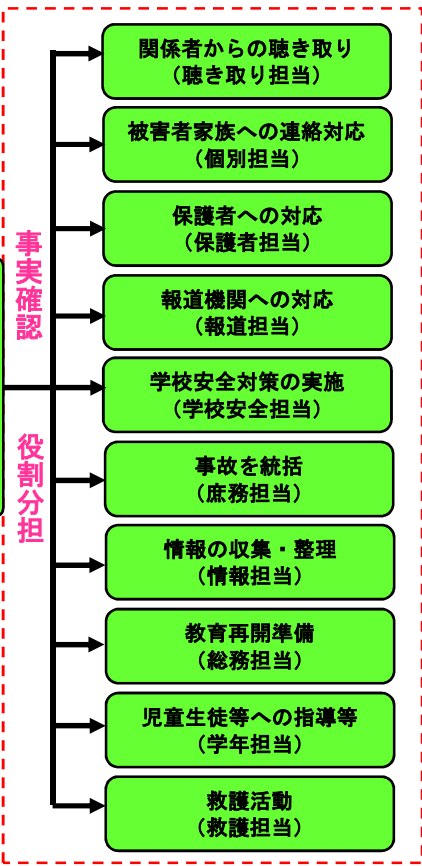 事実確認
役割分担
関係者からの聴き取り
（聴き取り担当）
被害者家族への連絡対応
（個別担当）
保護者への対応
（保護者担当）
報道機関への対応
（報道担当）
学校安全対策の実施
（学校安全担当）
事故を統括
（庶務担当）
情報の収集・整理
（情報担当）
教育再開準備
（総務担当）
児童生徒等への指導等
（学年担当）
救護活動
（救護担当）